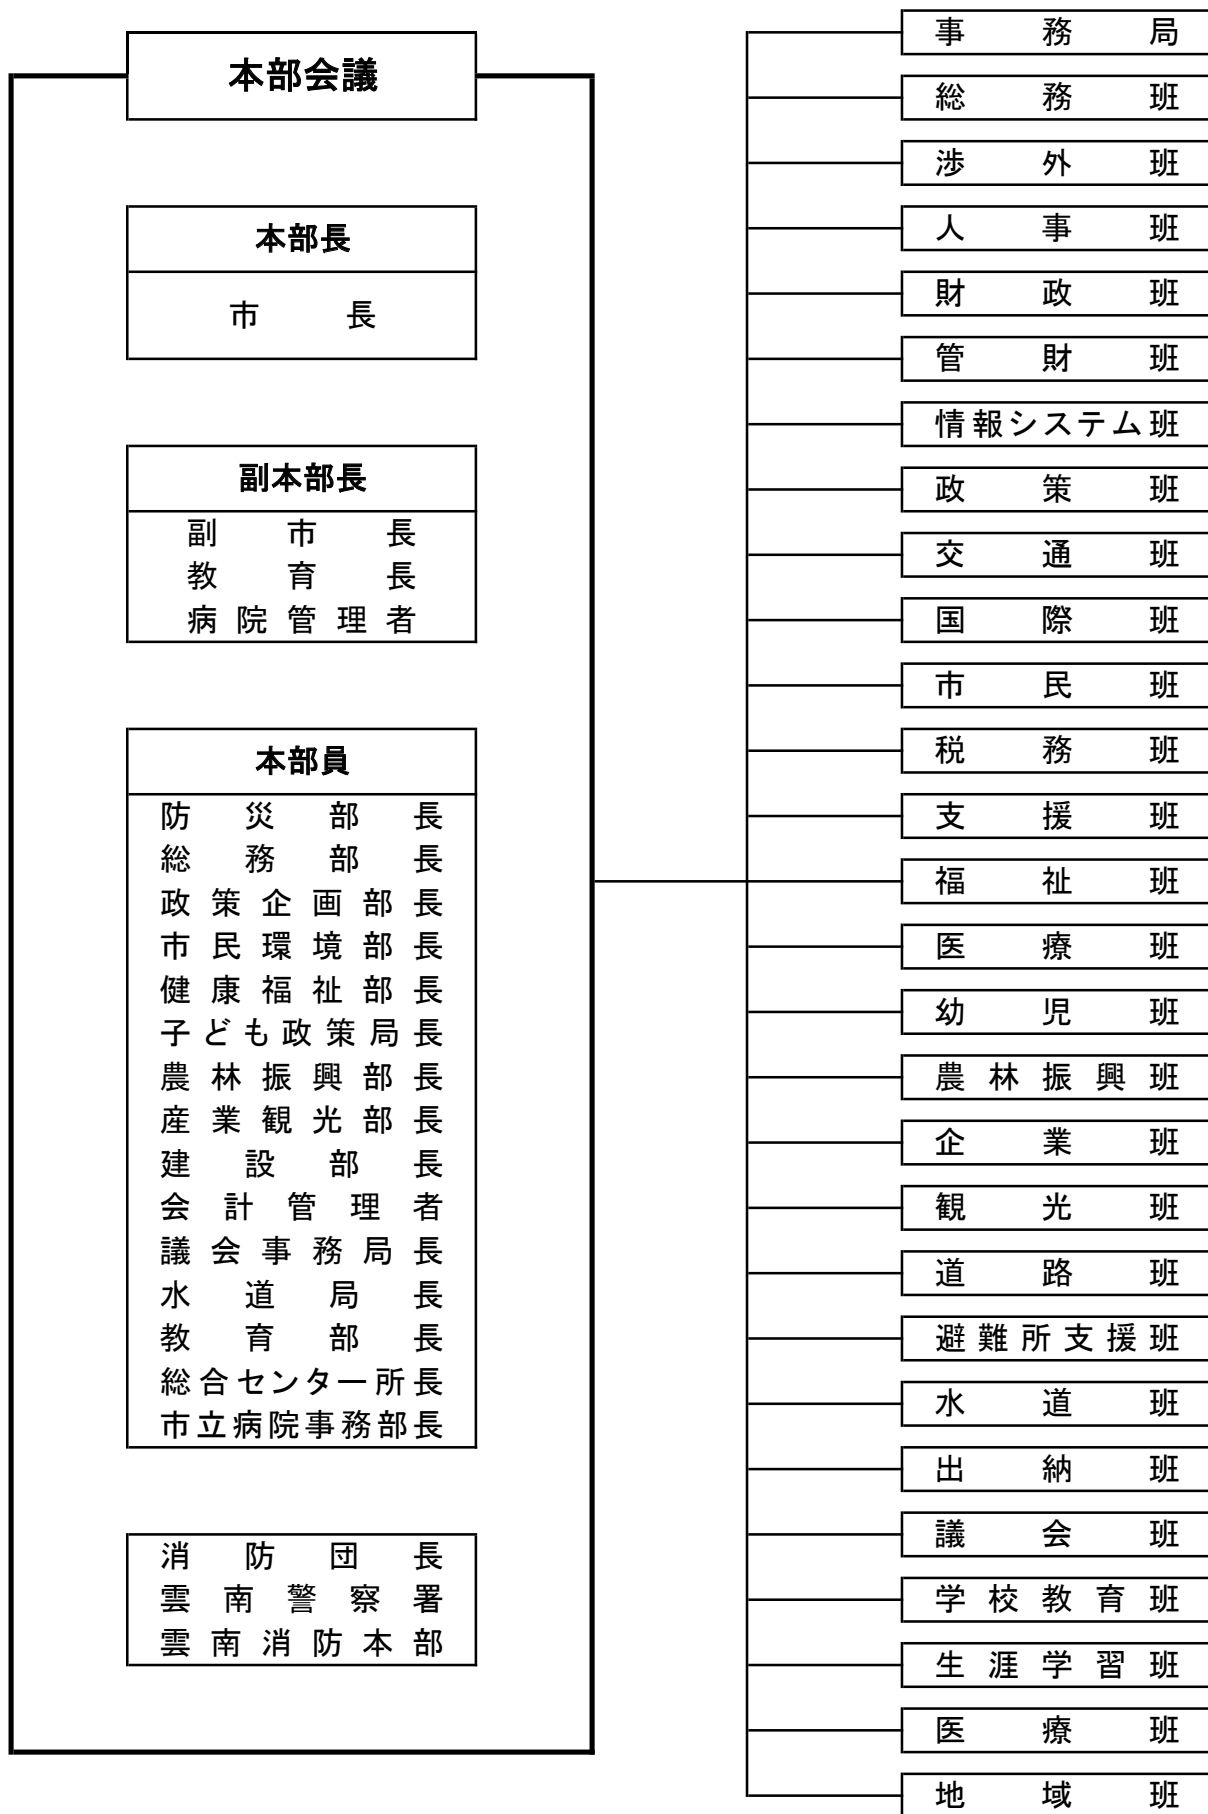 本部会議
本部長
市長
副本部長
副市長
教育長
病院管理者
本部員
防災部長
総務部長
政策企画部長
市民環境部長
健康福祉部長
子ども政策局長
農林振興部長
産業観光部長
建設部長
会計管理者
議会事務局長
水道局長
教育部長
総合センター所長
市立病院事務部長
消防団長
雲南警察署
雲南消防本部
事務局
総務班
渉外班
人事班
財政班
管財班
情報システム班
政策班
交通班
国際班
市民班
税務班
支援班
福祉班
医療班
幼児班
農林振興班
企業班
観光班
道路班
避難所支援班
水道班
出納班
議会班
学校教育班
生涯学習班
医療班
地域班